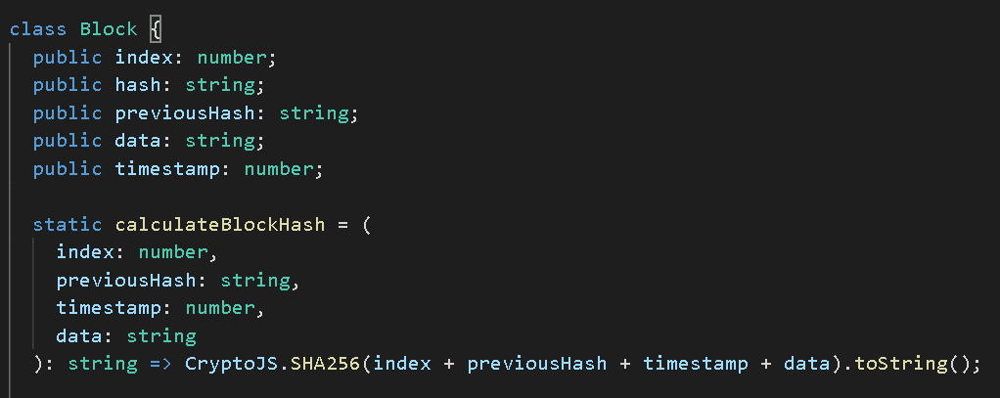 class Block {
  public index: number;
  public hash: string;
  public previousHash: string;
  public data: string;
  public timestamp: number;

  static calculateBlockHash = (
    index: number,
    previousHash: string,
    timestamp: number,
    data: string
  ): string => CryptoJS.SHA256(index + previousHash + timestamp + data).toString();